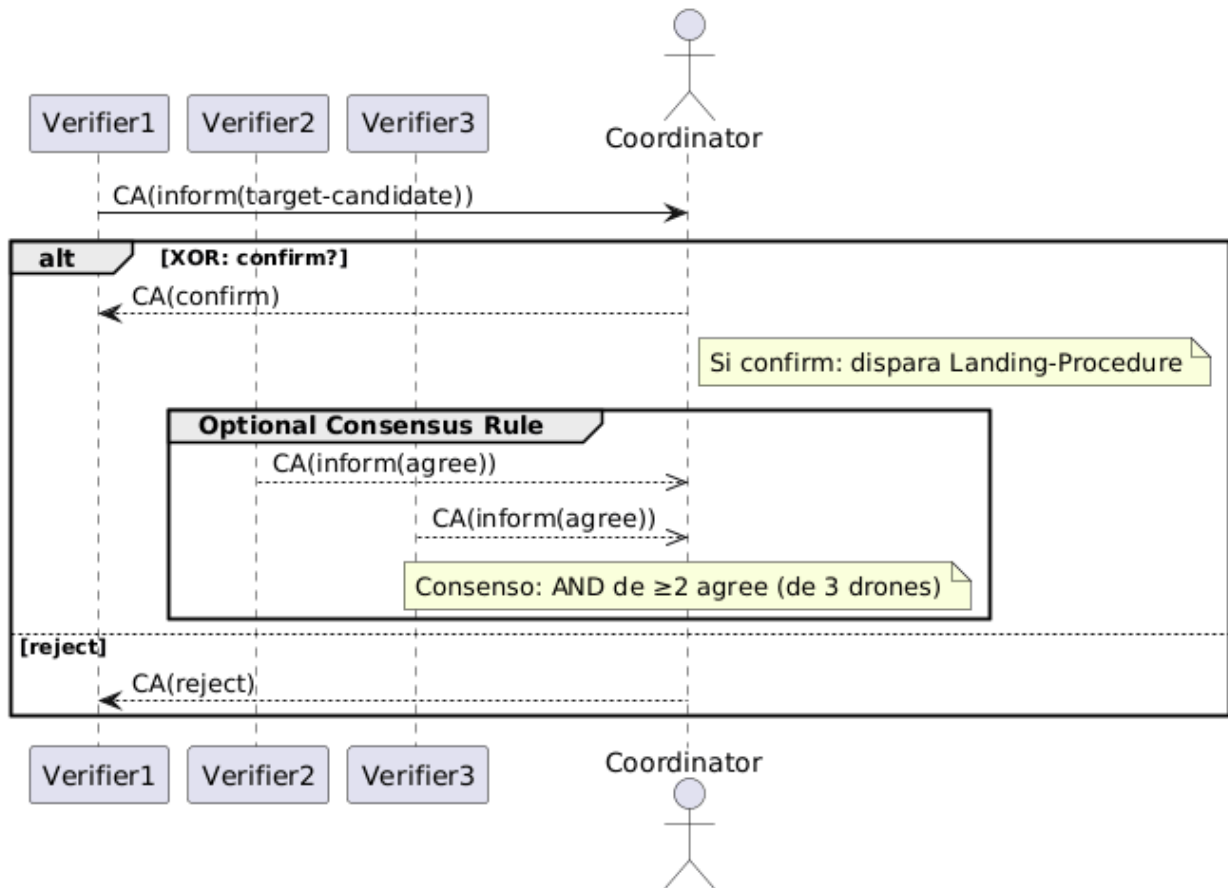 Coordinator
Verifier1
Verifier2
Verifier3
CA(inform(target-candidate))
alt
[XOR: confirm?]
CA(confirm)
Si confirm: dispara Landing-Procedure
Optional Consensus Rule
CA(inform(agree))
CA(inform(agree))
Consenso: AND de ≥2 agree (de 3 drones)
[reject]
CA(reject)
Verifier1
Verifier2
Verifier3
Coordinator